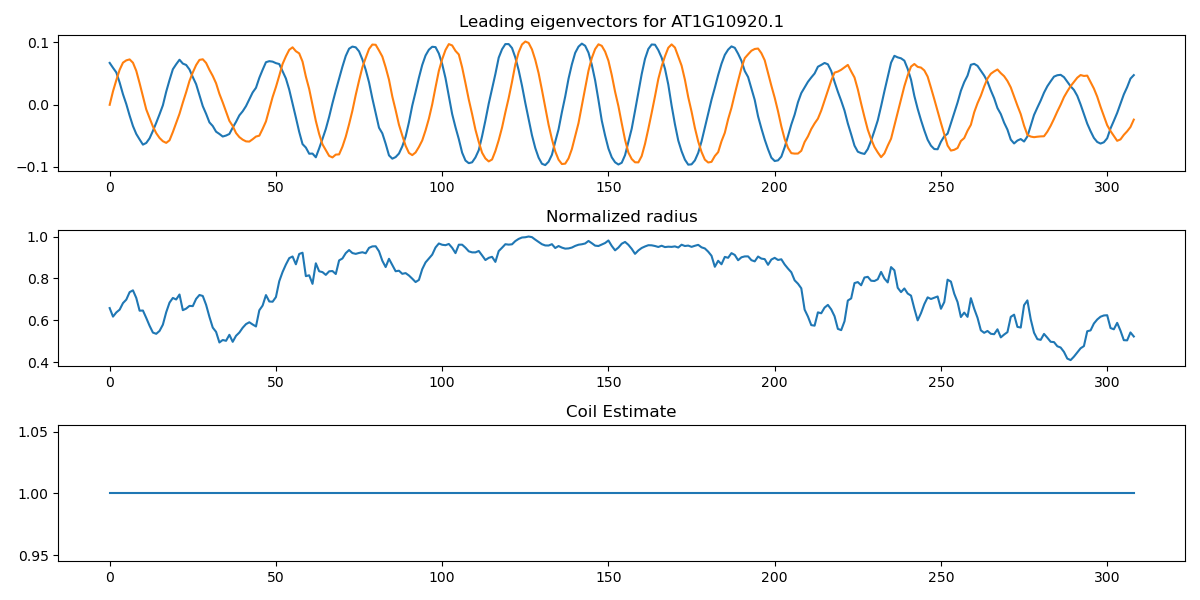 Leading eigenvectors for AT1G10920.1
0.1
0.0
−0.1
0 50 100 150 200 250 300
Normalized radius
1.0
0.8
0.6
0.4
0 50 100 150 200 250 300
Coil Estimate
1.05
1.00
0.95
0 50 100 150 200 250 300